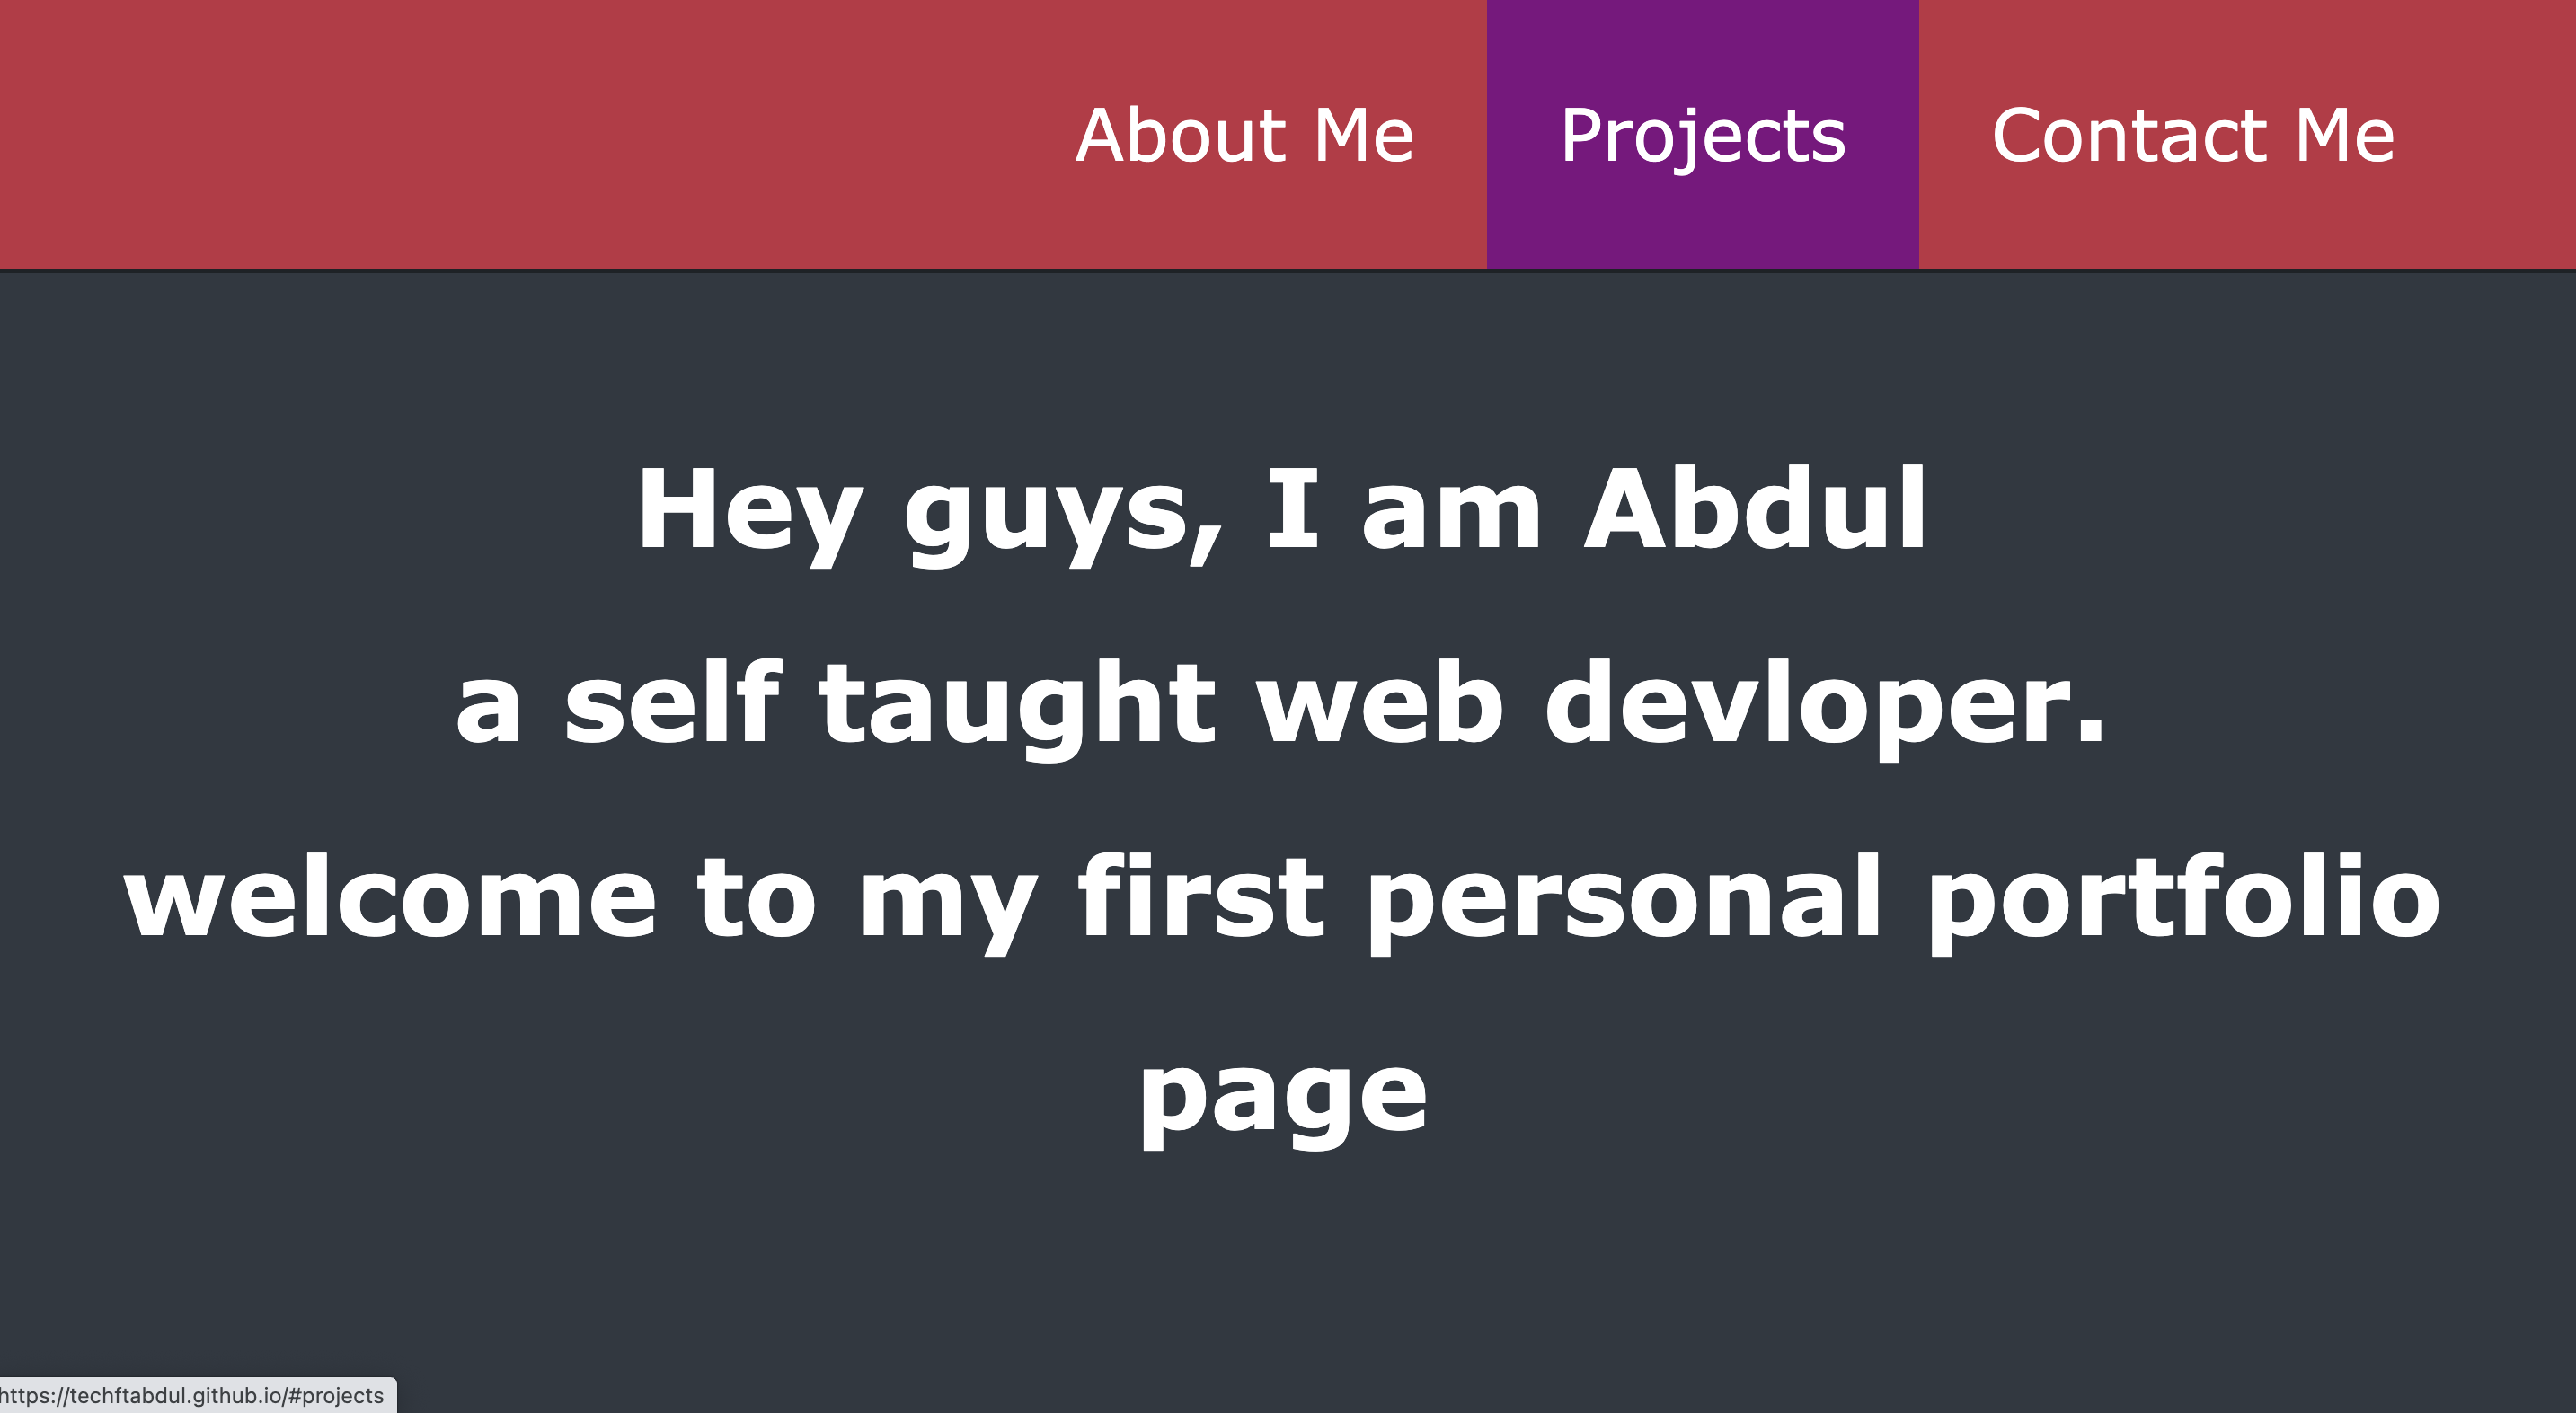 About Me Projects Contact Me
Hey guys, I am Abdul
a self taught web devloper.
welcome to my first personal portfolio
page
https://techftabdul.github.io/#projects